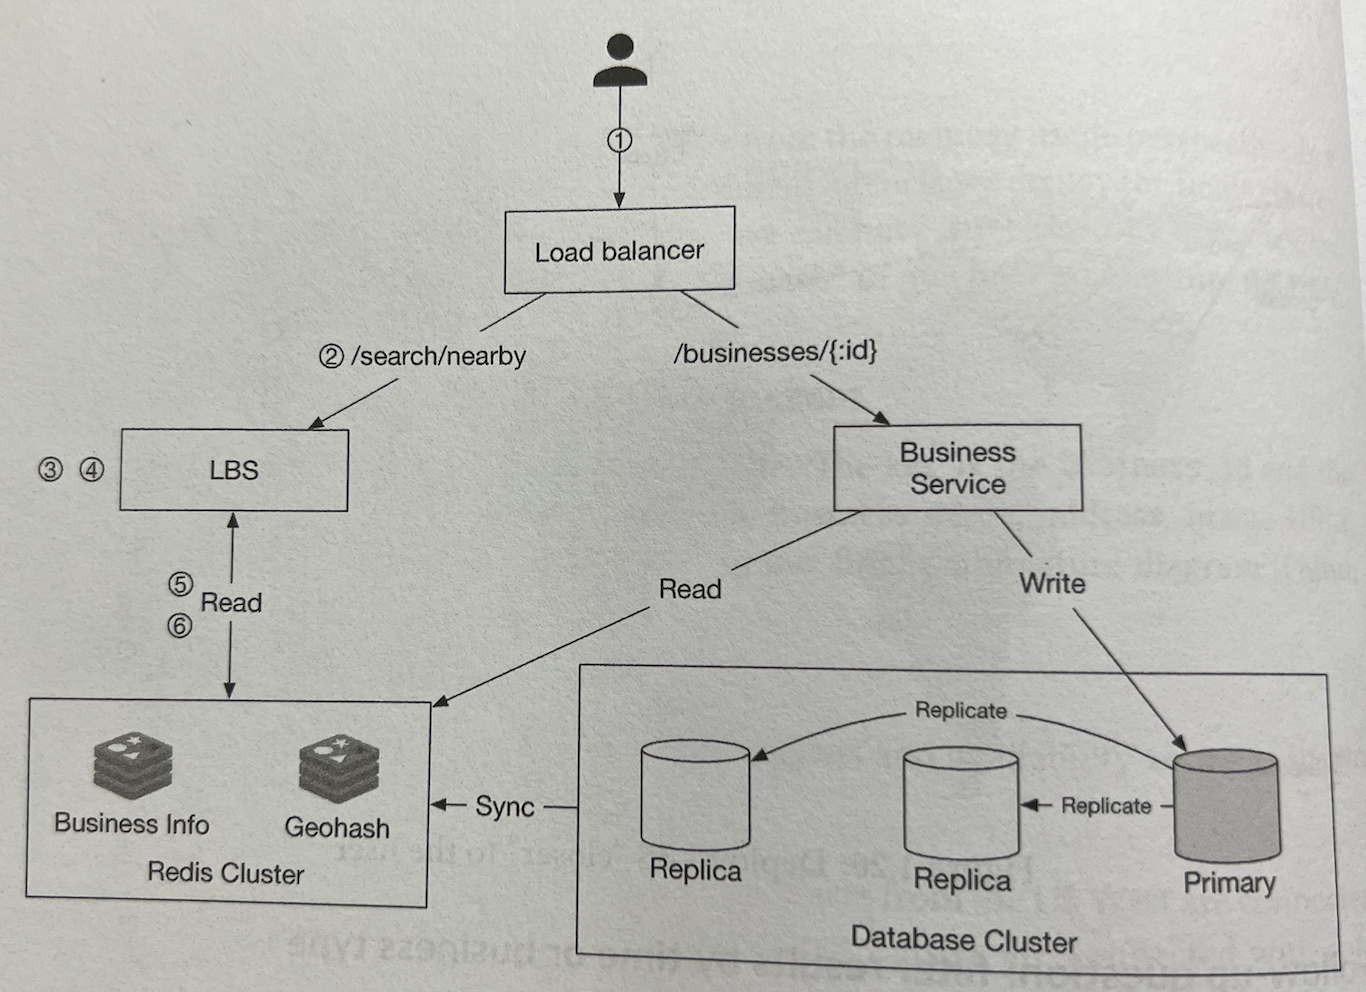 ①
Load balancer
② /search/nearby
/businesses/{:id}
③ ④
LBS
Business
Service
⑤
Read
⑥
Read
Write
Replicate
Replicate
Sync
Business Info
Geohash
Redis Cluster
Replica
Replica
Primary
Database Cluster